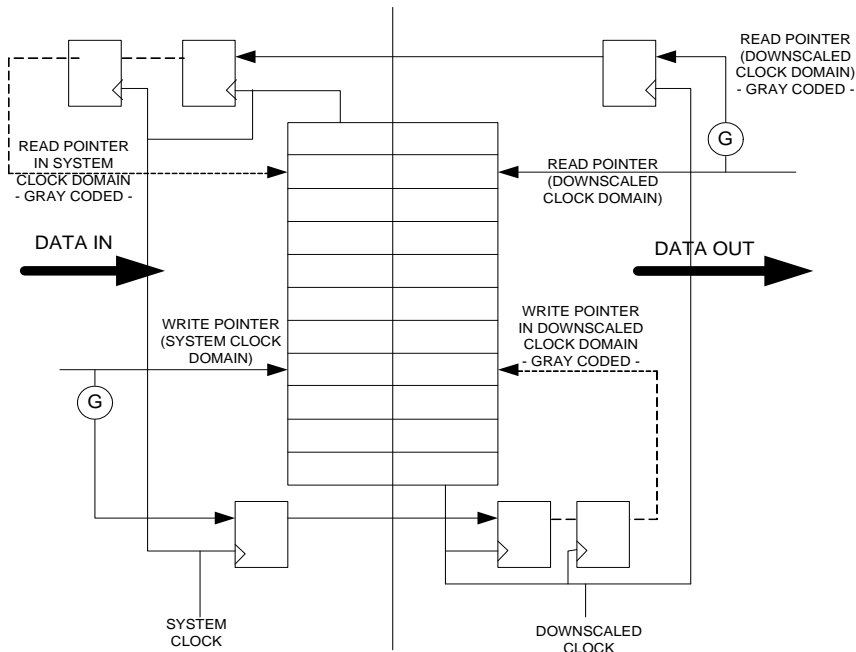 READ POINTER
(DOWNSCALED
CLOCK DOMAIN)
- GRAY CODED -
G
READ POINTER
IN SYSTEM
CLOCK DOMAIN
- GRAY CODED -
READ POINTER
(DOWNSCALED
CLOCK DOMAIN)
DATA IN
DATA OUT
WRITE POINTER
(SYSTEM CLOCK
DOMAIN)
WRITE POINTER
IN DOWNSCALED
CLOCK DOMAIN
- GRAY CODED -
G
SYSTEM
CLOCK
DOWNSCALED
CLOCK